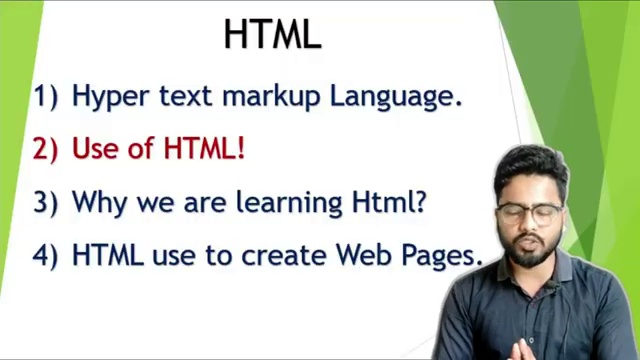 HTML
1) Hyper text markup Language.
2) Use of HTML!
3) Why we are learning Html?
4) HTML use to create Web Pages.